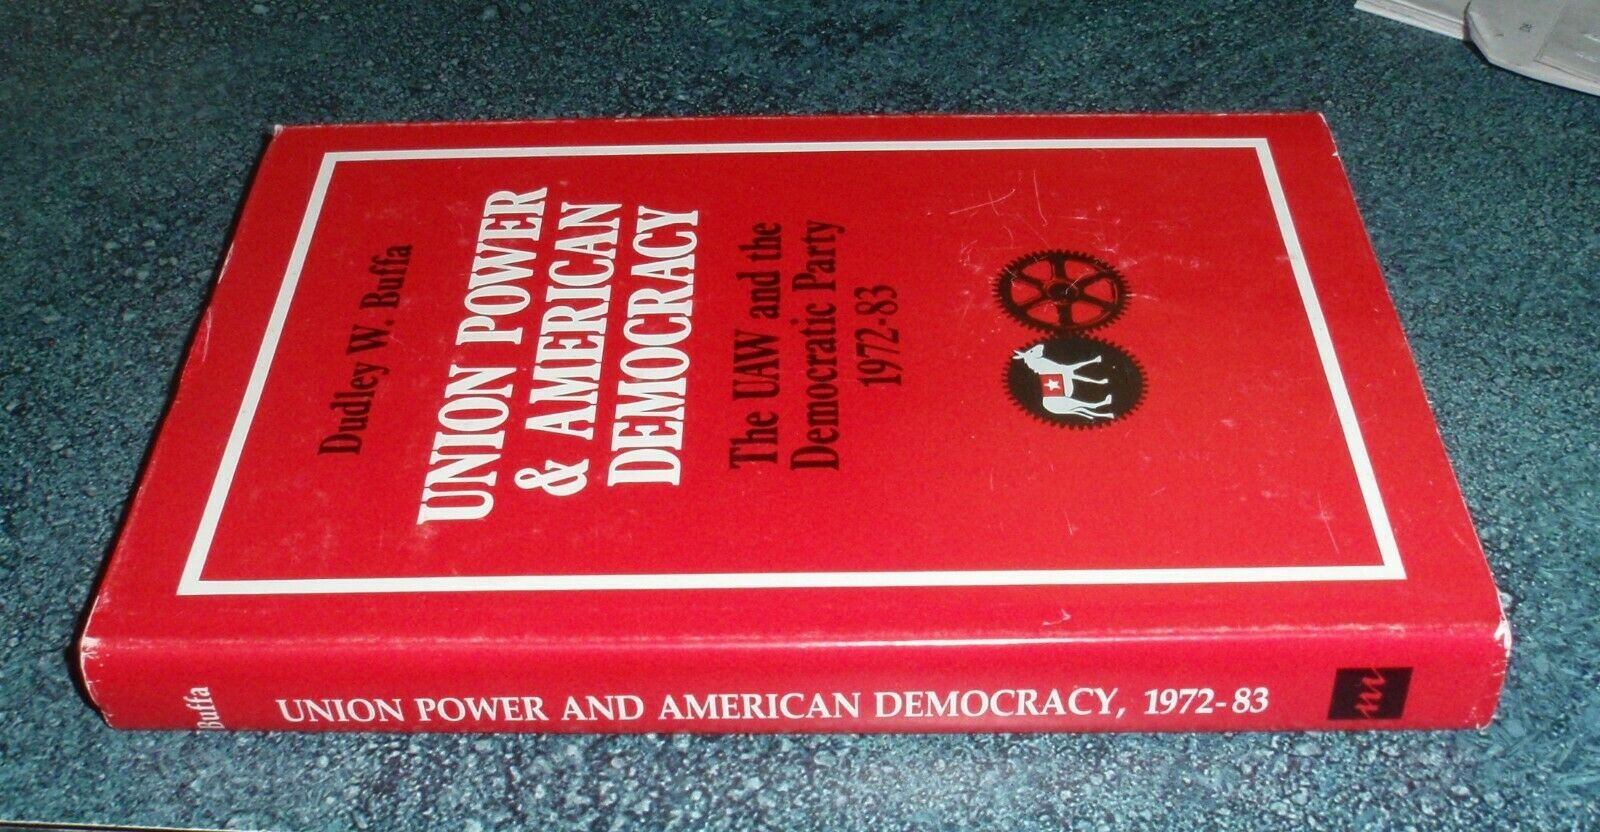 Dudley W. Buffa
UNION POWER
& AMERICAN
DEMOCRACY
The UAW and the
Democratic Party
1972-83
Buffa
UNION POWER AND AMERICAN DEMOCRACY, 1972-83
m